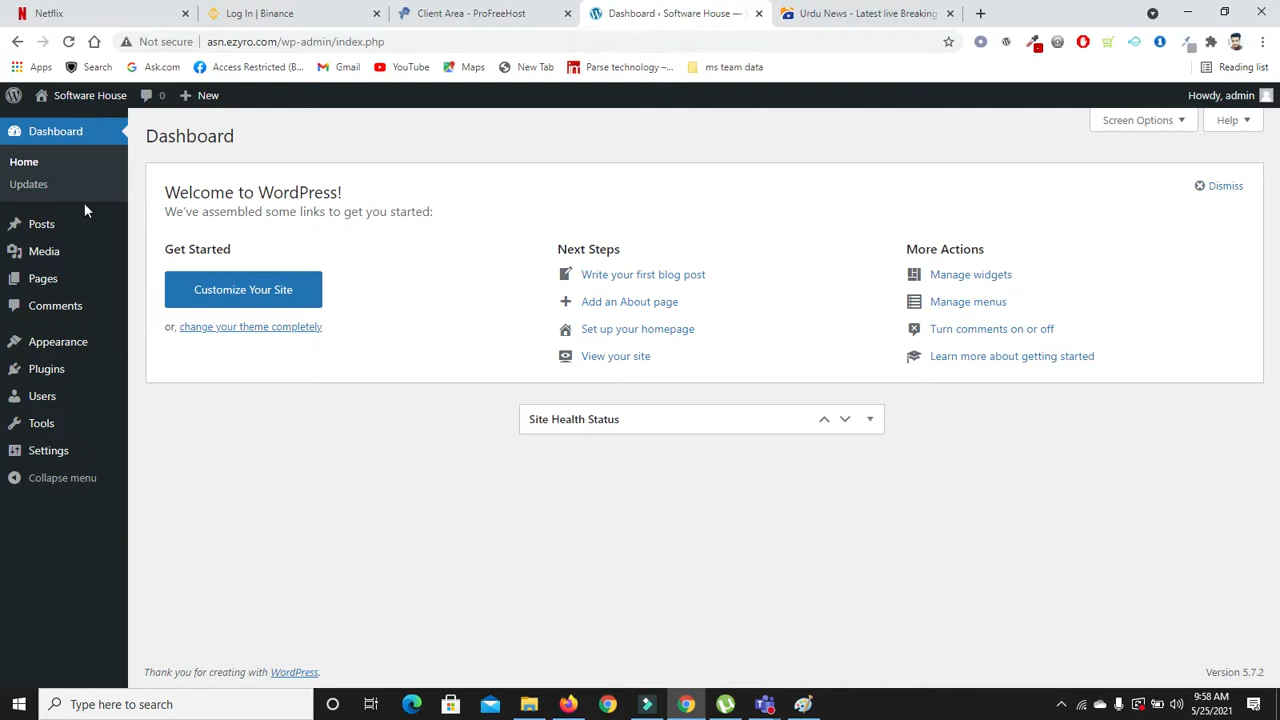 Netflix
Log In | Binance
Client Area - ProFreeHost
Dashboard ‹ Software House —
Urdu News - Latest live Breaking
Not secure
asn.ezyro.com/wp-admin/index.php
Apps
Search
Ask.com
Access Restricted (B...
Gmail
YouTube
Maps
New Tab
Parse technology –...
ms team data
Reading list
Software House
0
New
Howdy, admin
Dashboard
Home
Updates
Posts
Media
Pages
Comments
Appearance
Plugins
Users
Tools
Settings
Collapse menu
Dashboard
Screen Options
Help
Welcome to WordPress!
Dismiss
We've assembled some links to get you started:
Get Started
Customize Your Site
or, change your theme completely
Next Steps
Write your first blog post
Add an About page
Set up your homepage
View your site
More Actions
Manage widgets
Manage menus
Turn comments on or off
Learn more about getting started
Site Health Status
Thank you for creating with WordPress.
Version 5.7.2
Type here to search
9:58 AM
5/25/2021